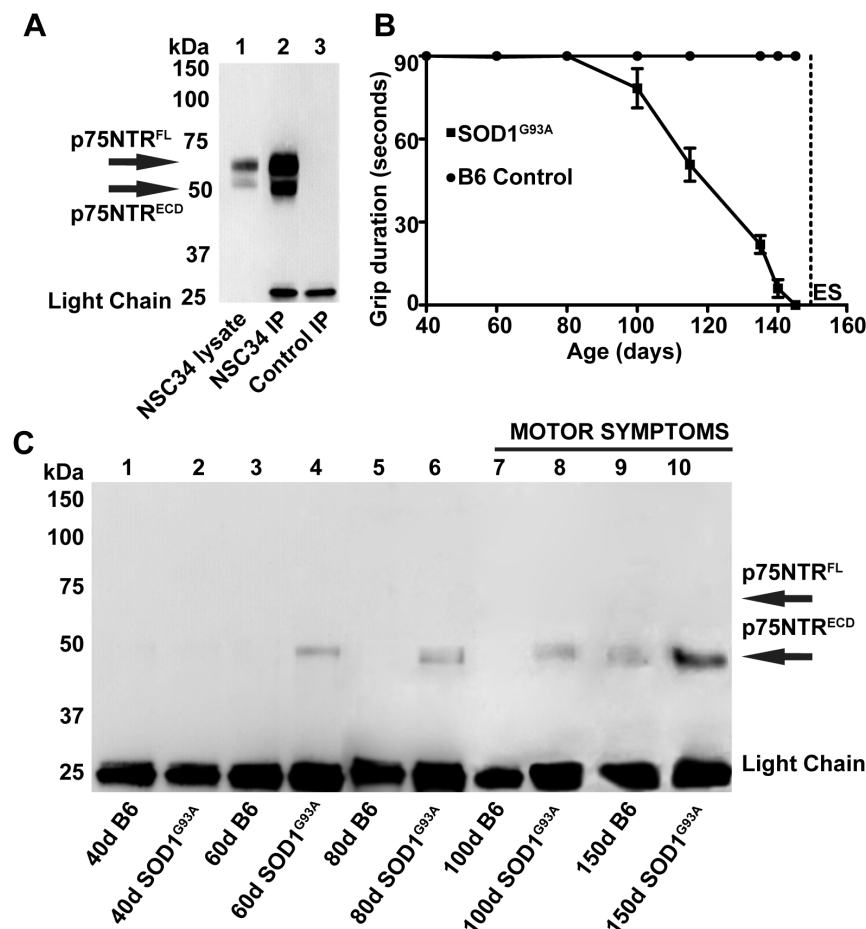 A
kDa 1 2 3
150
100
75
50
37
25
p75NTR^FL
p75NTR^ECD
Light Chain
NSC34 lysate
NSC34 IP
Control IP
B
Grip duration (seconds)
90
60
30
0
SOD1^G93A
B6 Control
ES
40 60 80 100 120 140 160
Age (days)
C
MOTOR SYMPTOMS
kDa 1 2 3 4 5 6 7 8 9 10
150
100
75
50
37
25
p75NTR^FL
p75NTR^ECD
Light Chain
40d B6
40d SOD1^G93A
60d B6
60d SOD1^G93A
80d B6
80d SOD1^G93A
100d B6
100d SOD1^G93A
150d B6
150d SOD1^G93A